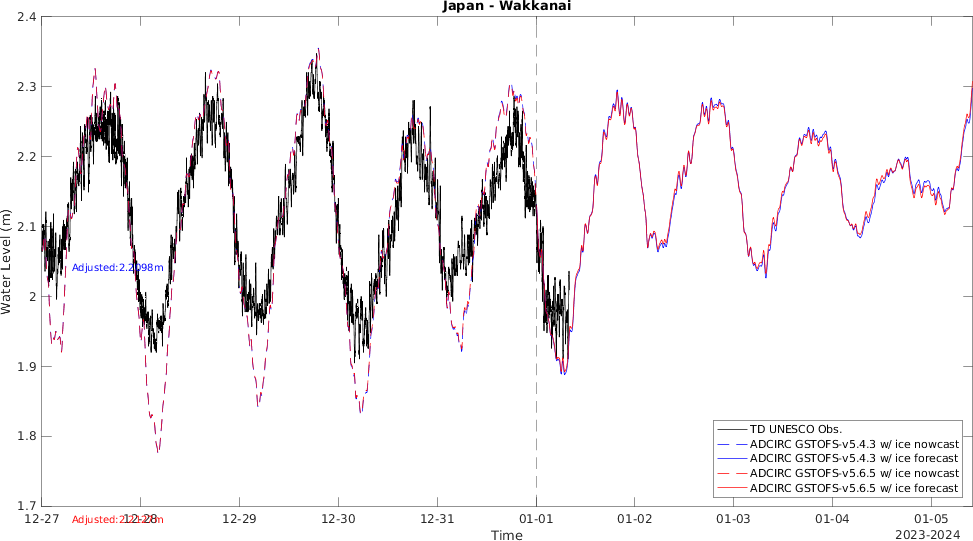 Japan - Wakkanai
2.4
2.3
2.2
2.1
2
1.9
1.8
1.7
Water Level (m)
Adjusted:2.2098m
TD UNESCO Obs.
ADCIRC GSTOFS-v5.4.3 w/ ice nowcast
ADCIRC GSTOFS-v5.4.3 w/ ice forecast
ADCIRC GSTOFS-v5.6.5 w/ ice nowcast
ADCIRC GSTOFS-v5.6.5 w/ ice forecast
12-27 12-28 12-29 12-30 12-31 01-01 01-02 01-03 01-04 01-05
Time
2023-2024